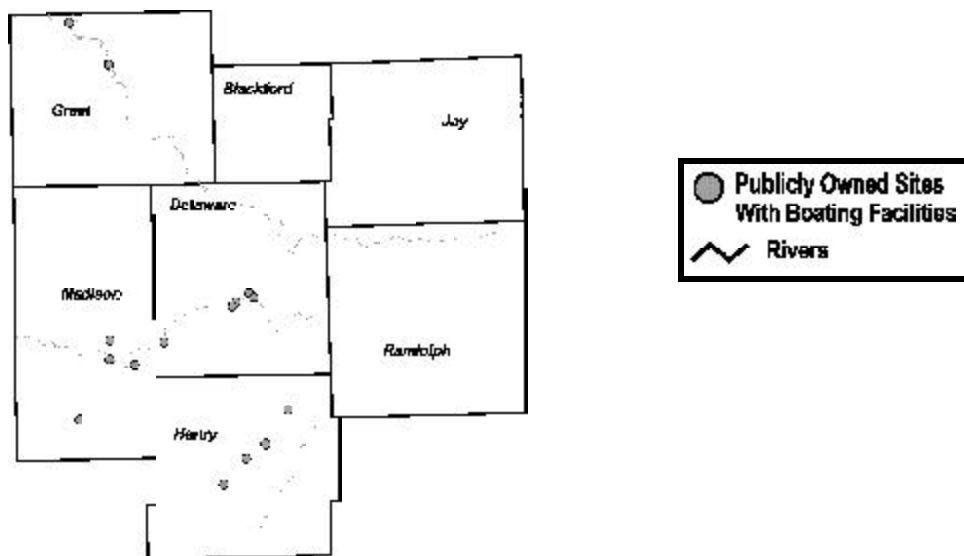 Blackford
Grant
Jay
Delaware
Madison
Randolph
Henry
Publicly Owned Sites
With Boating Facilities
Rivers